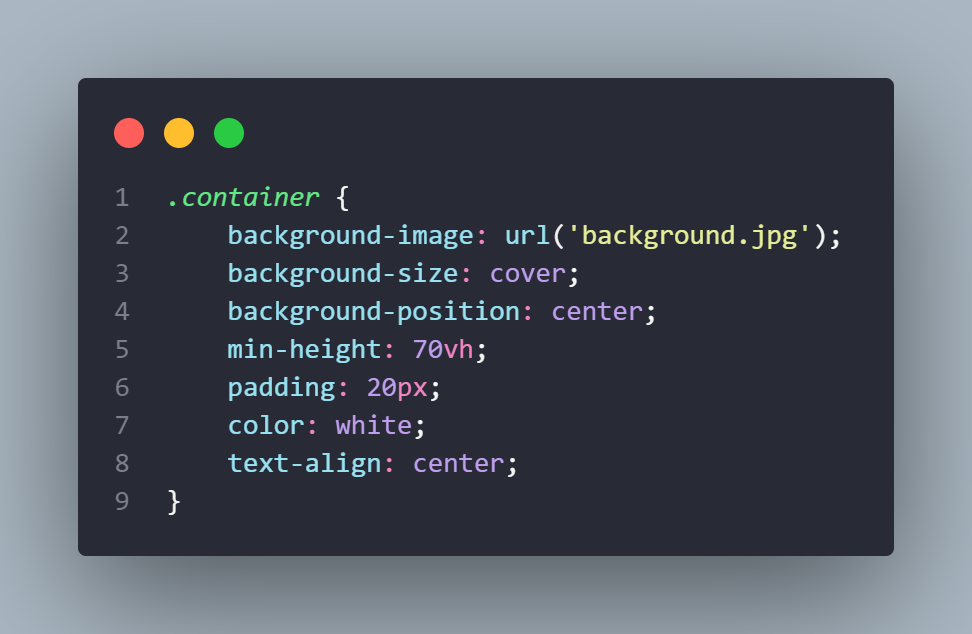 1 .container {
2 background-image: url('background.jpg');
3 background-size: cover;
4 background-position: center;
5 min-height: 70vh;
6 padding: 20px;
7 color: white;
8 text-align: center;
9 }